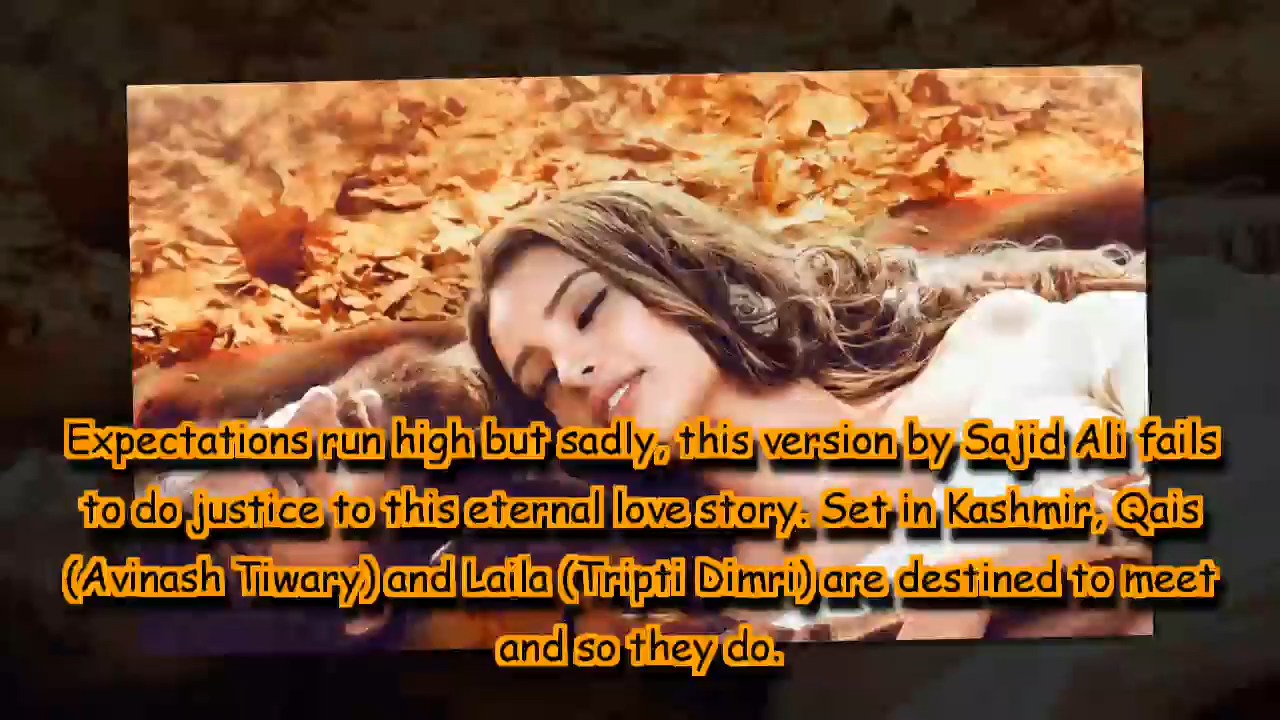 Expectations run high but sadly, this version by Sajid Ali fails
to do justice to this eternal love story. Set in Kashmir, Qais
(Avinash Tiwary) and Laila (Tripti Dimri) are destined to meet
and so they do.